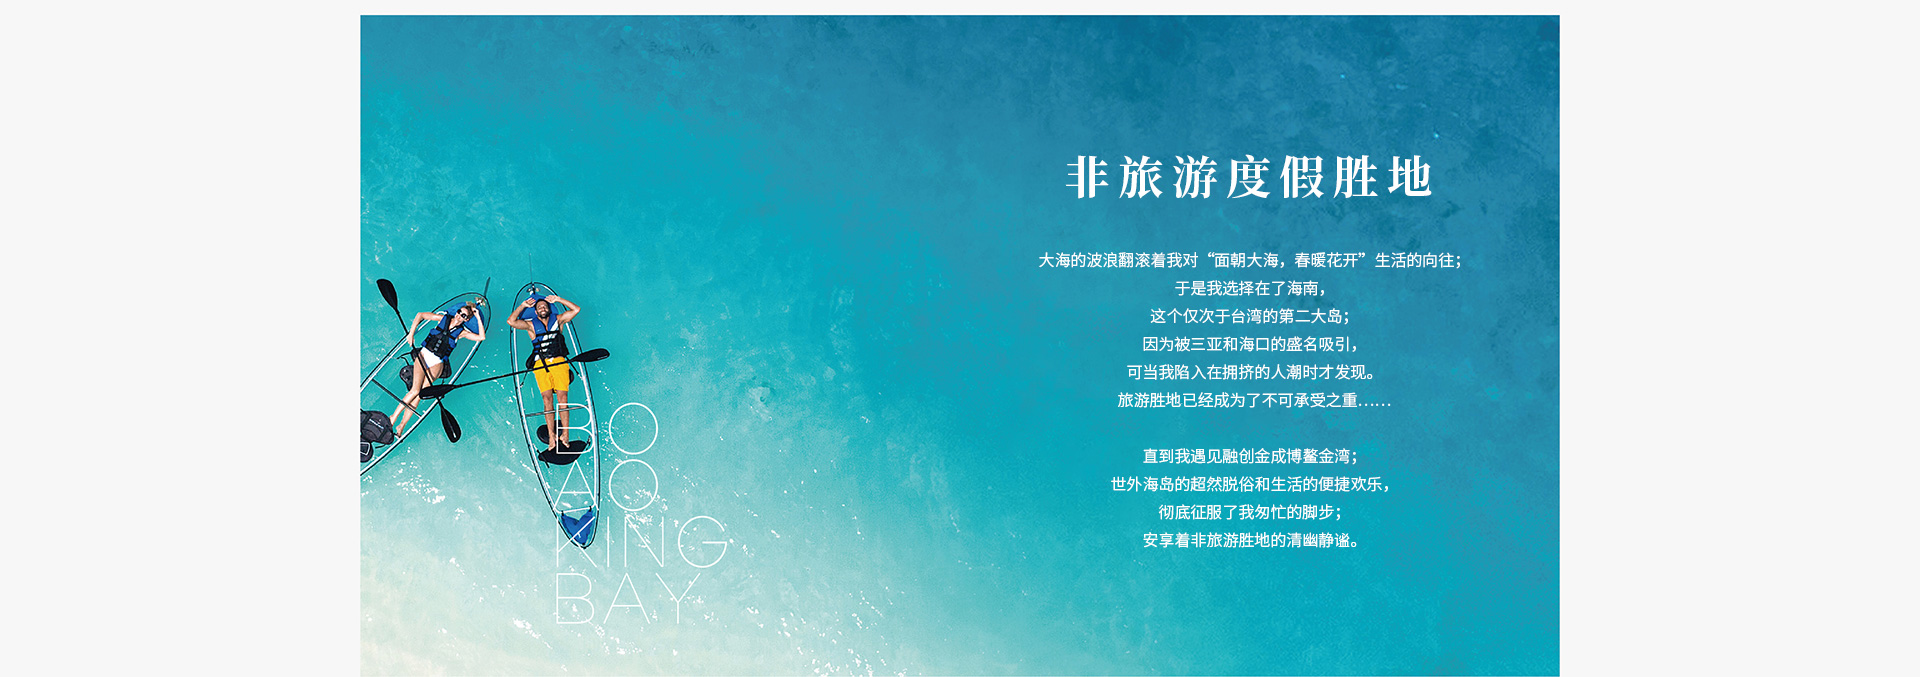 非旅游度假胜地
大海的波浪翻滚着我对“面朝大海，春暖花开”生活的向往；
于是我选择在了海南，
这个仅次于台湾的第二大岛；
因为被三亚和海口的盛名吸引，
可当我陷入在拥挤的人潮时才发现。
旅游胜地已经成为了不可承受之重……
直到我遇见融创金成博鳌金湾；
世外海岛的超然脱俗和生活的便捷欢乐，
彻底征服了我匆忙的脚步；
安享着非旅游胜地的清幽静谧。
BO
AO
KING
BAY